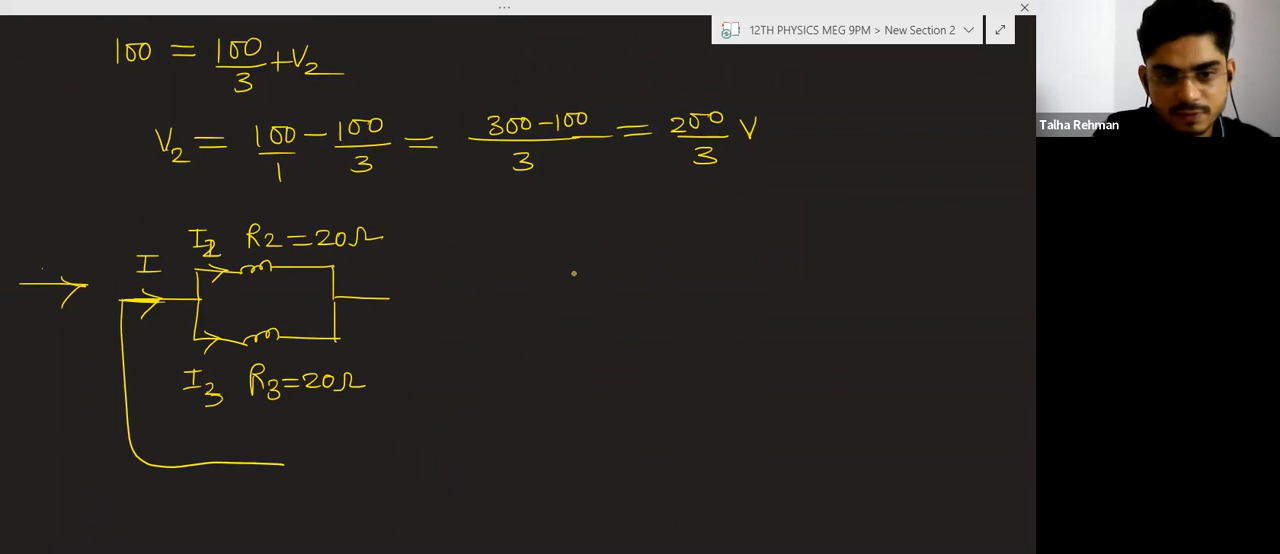 12TH PHYSICS MEG 9PM > New Section 2
Talha Rehman
100 = 100/3 + V₂
V₂ = 100/1 - 100/3 = 300-100/3 = 200/3 V
I₂ R₂ = 20Ω
I
I₃ R₃ = 20Ω